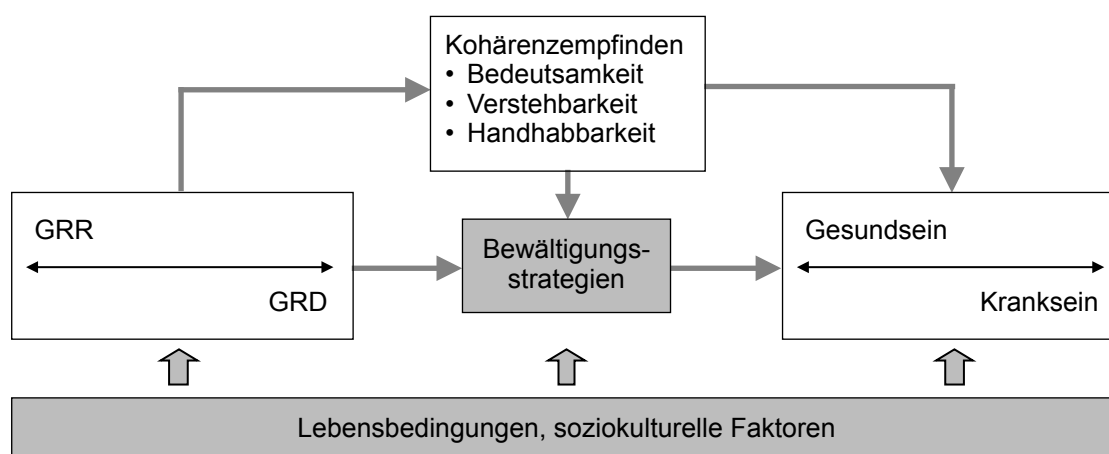 Kohärenzempfinden
• Bedeutsamkeit
• Verstehbarkeit
• Handhabbarkeit
GRR
GRD
Bewältigungs-
strategien
Gesundsein
Kranksein
Lebensbedingungen, soziokulturelle Faktoren